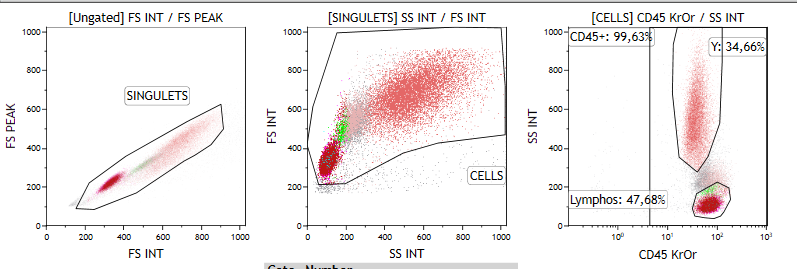 [Ungated] FS INT / FS PEAK
1000
800
600
400
200
0
FS PEAK
SINGULETS
0 200 400 600 800 1000
FS INT
[SINGULETS] SS INT / FS INT
1000
800
600
400
200
0
FS INT
CELLS
0 200 400 600 800 1000
SS INT
[CELLS] CD45 KrOr / SS INT
1000
800
600
400
200
0
SS INT
CD45+: 99,63%
Y: 34,66%
Lymphos: 47,68%
10⁰ 10¹ 10² 10³
CD45 KrOr